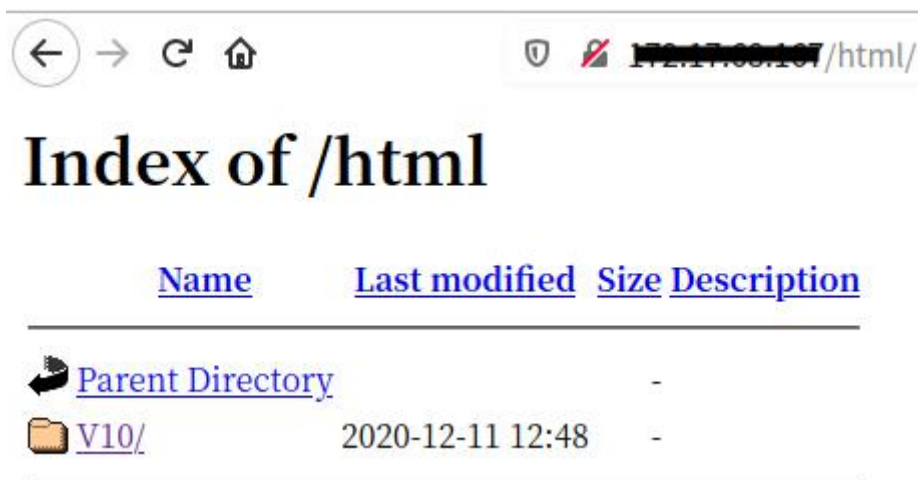 /html/
Index of /html
Name Last modified Size Description
Parent Directory -
V10/ 2020-12-11 12:48 -